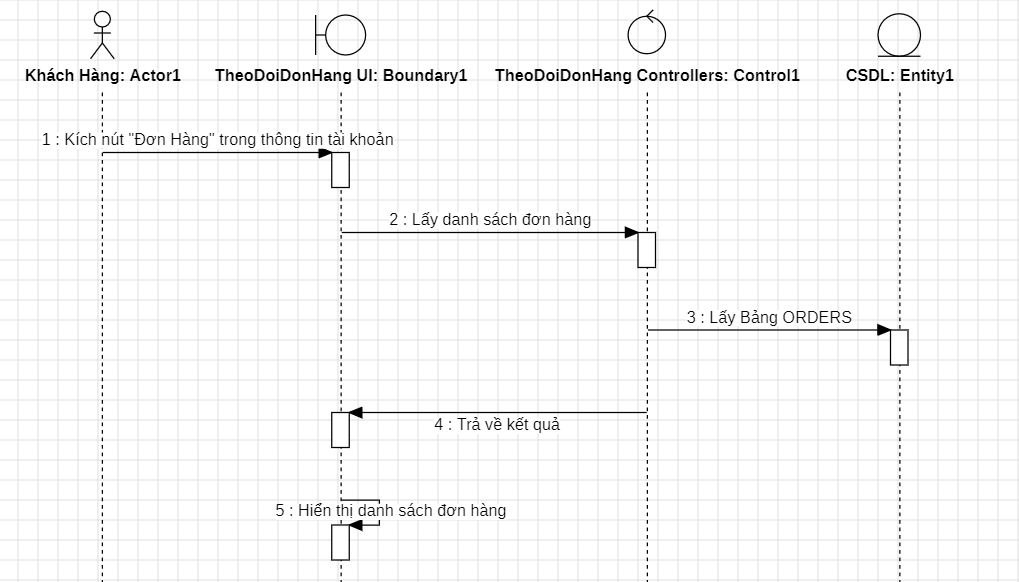 Khách Hàng: Actor1
TheoDoiDonHang UI: Boundary1
TheoDoiDonHang Controllers: Control1
CSDL: Entity1
1 : Kích nút "Đơn Hàng" trong thông tin tài khoản
2 : Lấy danh sách đơn hàng
3 : Lấy Bảng ORDERS
4 : Trả về kết quả
5 : Hiển thị danh sách đơn hàng